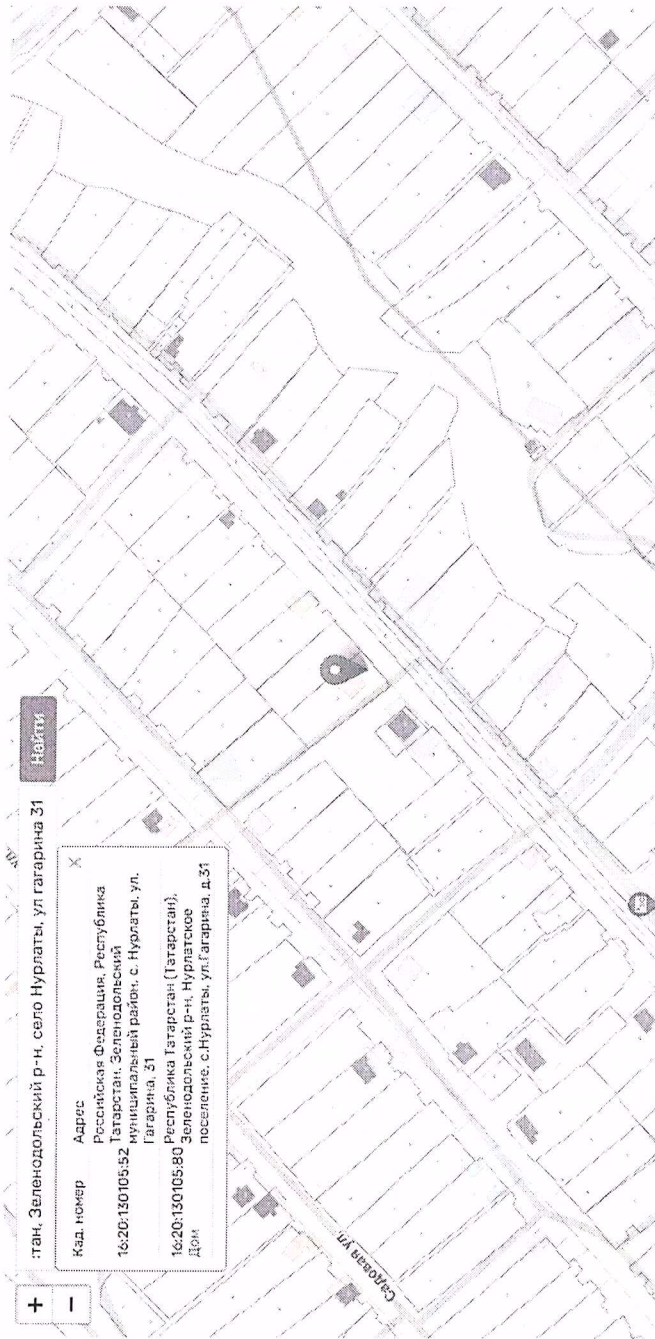 :тан, Зеленодольский р-н, село Нурлаты, ул гагарина 31
Найти
+
−
Кад. номер Адрес ×
Российская Федерация, Республика
16:20:130105:52 Татарстан, Зеленодольский
муниципальный район, с. Нурлаты, ул.
Гагарина, 31
16:20:130105:80 Республика Татарстан (Татарстан),
Дом Зеленодольский р-н, Нурлатское
поселение, с.Нурлаты, ул.Гагарина, д.31
Садовая ул.